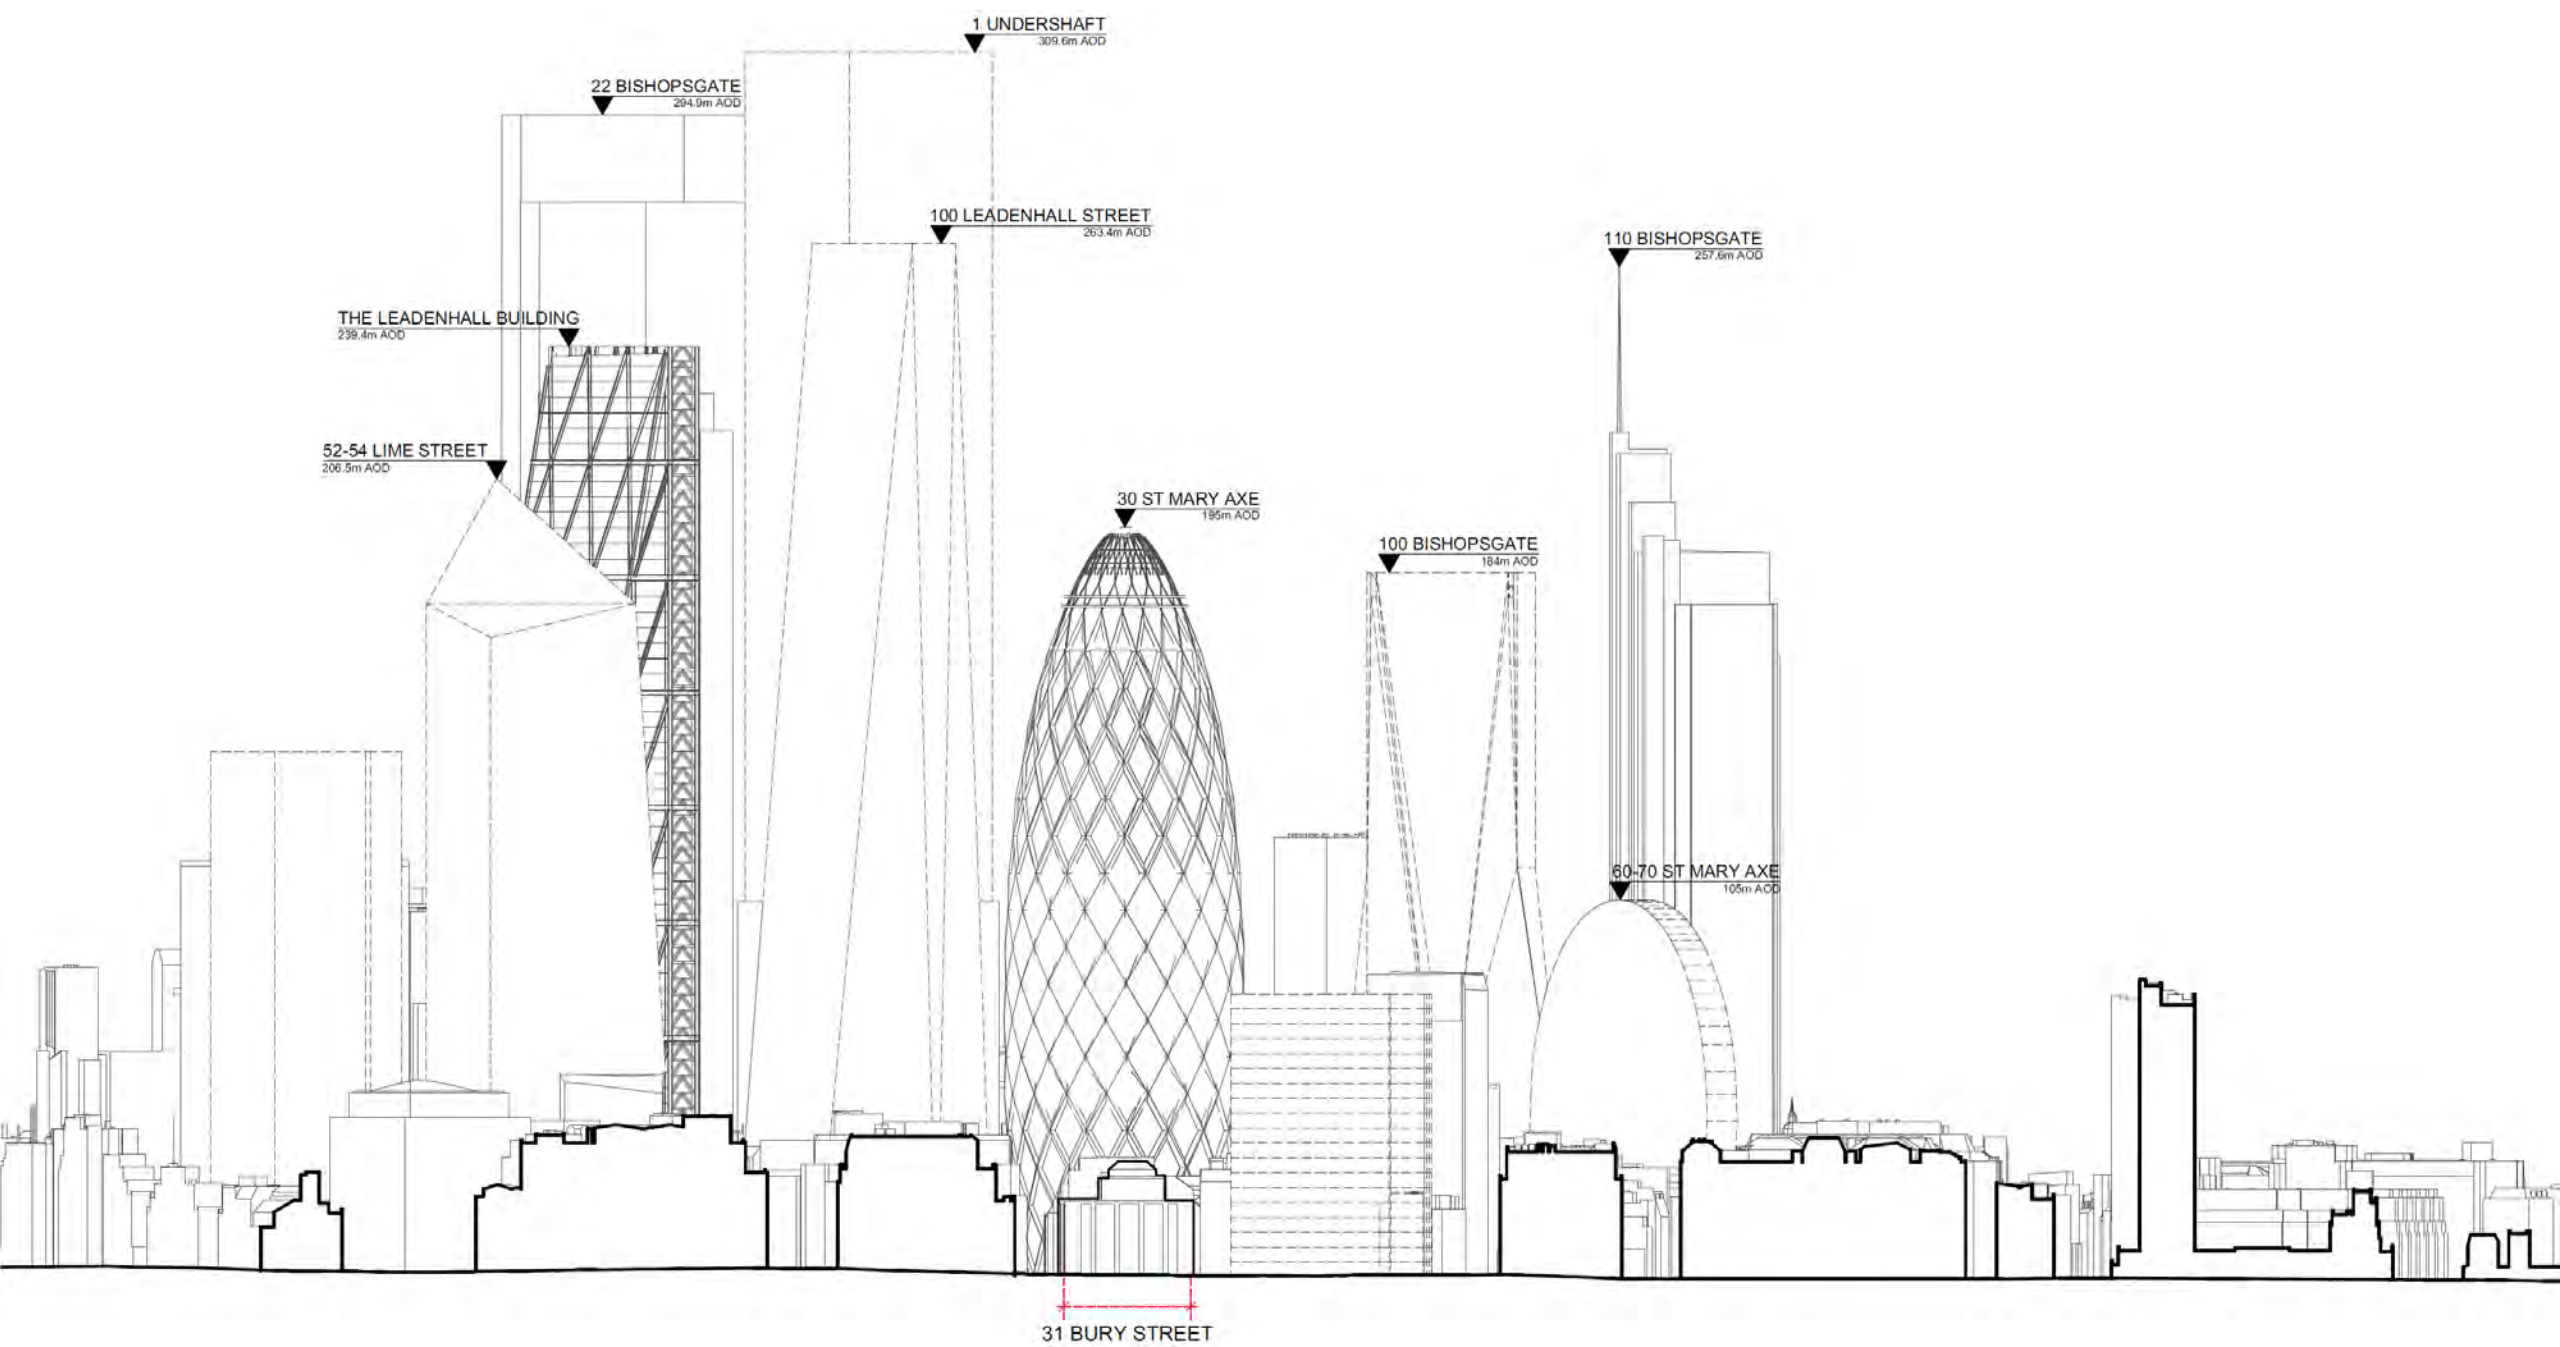 1 UNDERSHAFT
309.6m AOD
22 BISHOPSGATE
294.9m AOD
100 LEADENHALL STREET
263.4m AOD
110 BISHOPSGATE
257.6m AOD
THE LEADENHALL BUILDING
239.4m AOD
52-54 LIME STREET
206.5m AOD
30 ST MARY AXE
195m AOD
100 BISHOPSGATE
184m AOD
60-70 ST MARY AXE
105m AOD
31 BURY STREET